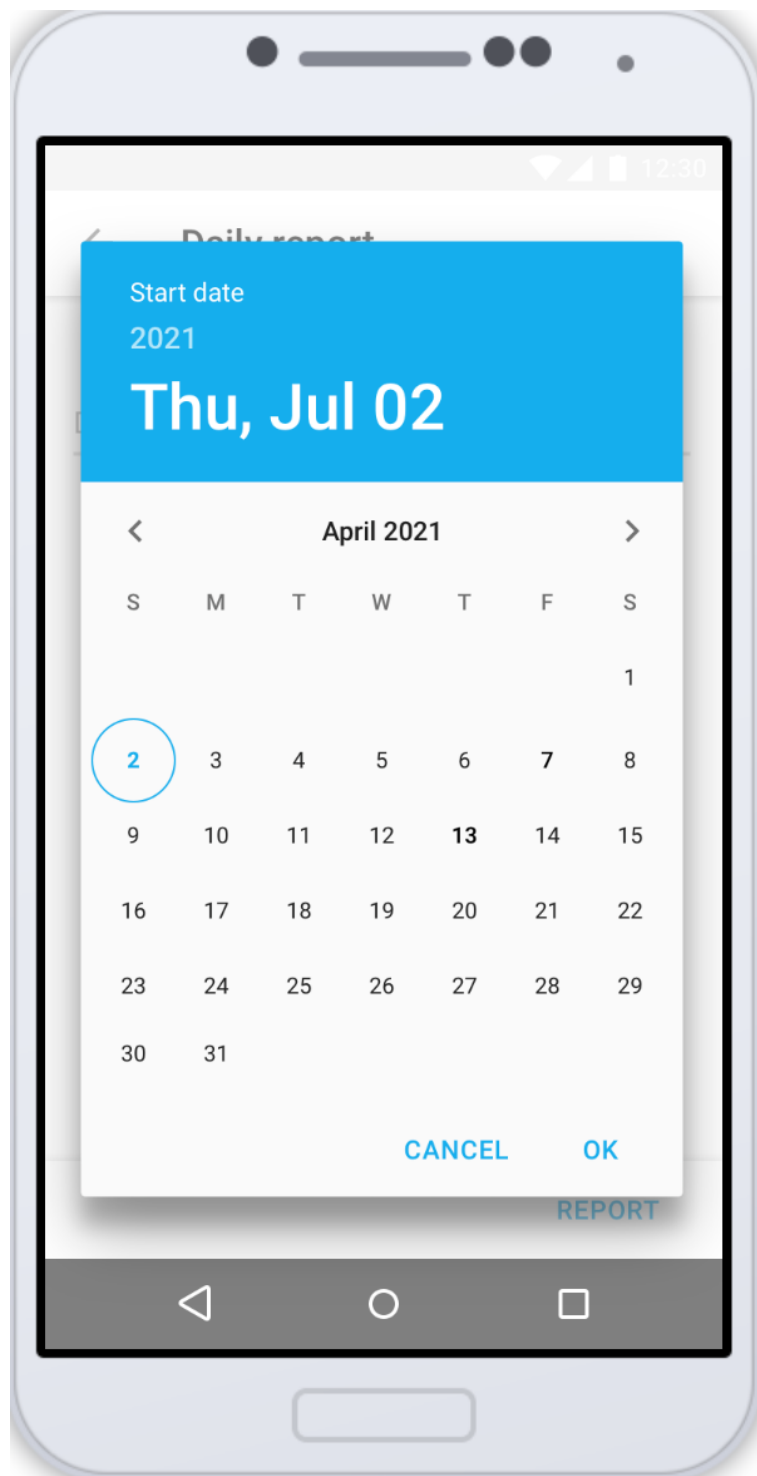 12:30
Daily report
Start date
2021
Thu, Jul 02
April 2021
S M T W T F S
1
2 3 4 5 6 7 8
9 10 11 12 13 14 15
16 17 18 19 20 21 22
23 24 25 26 27 28 29
30 31
CANCEL OK
REPORT